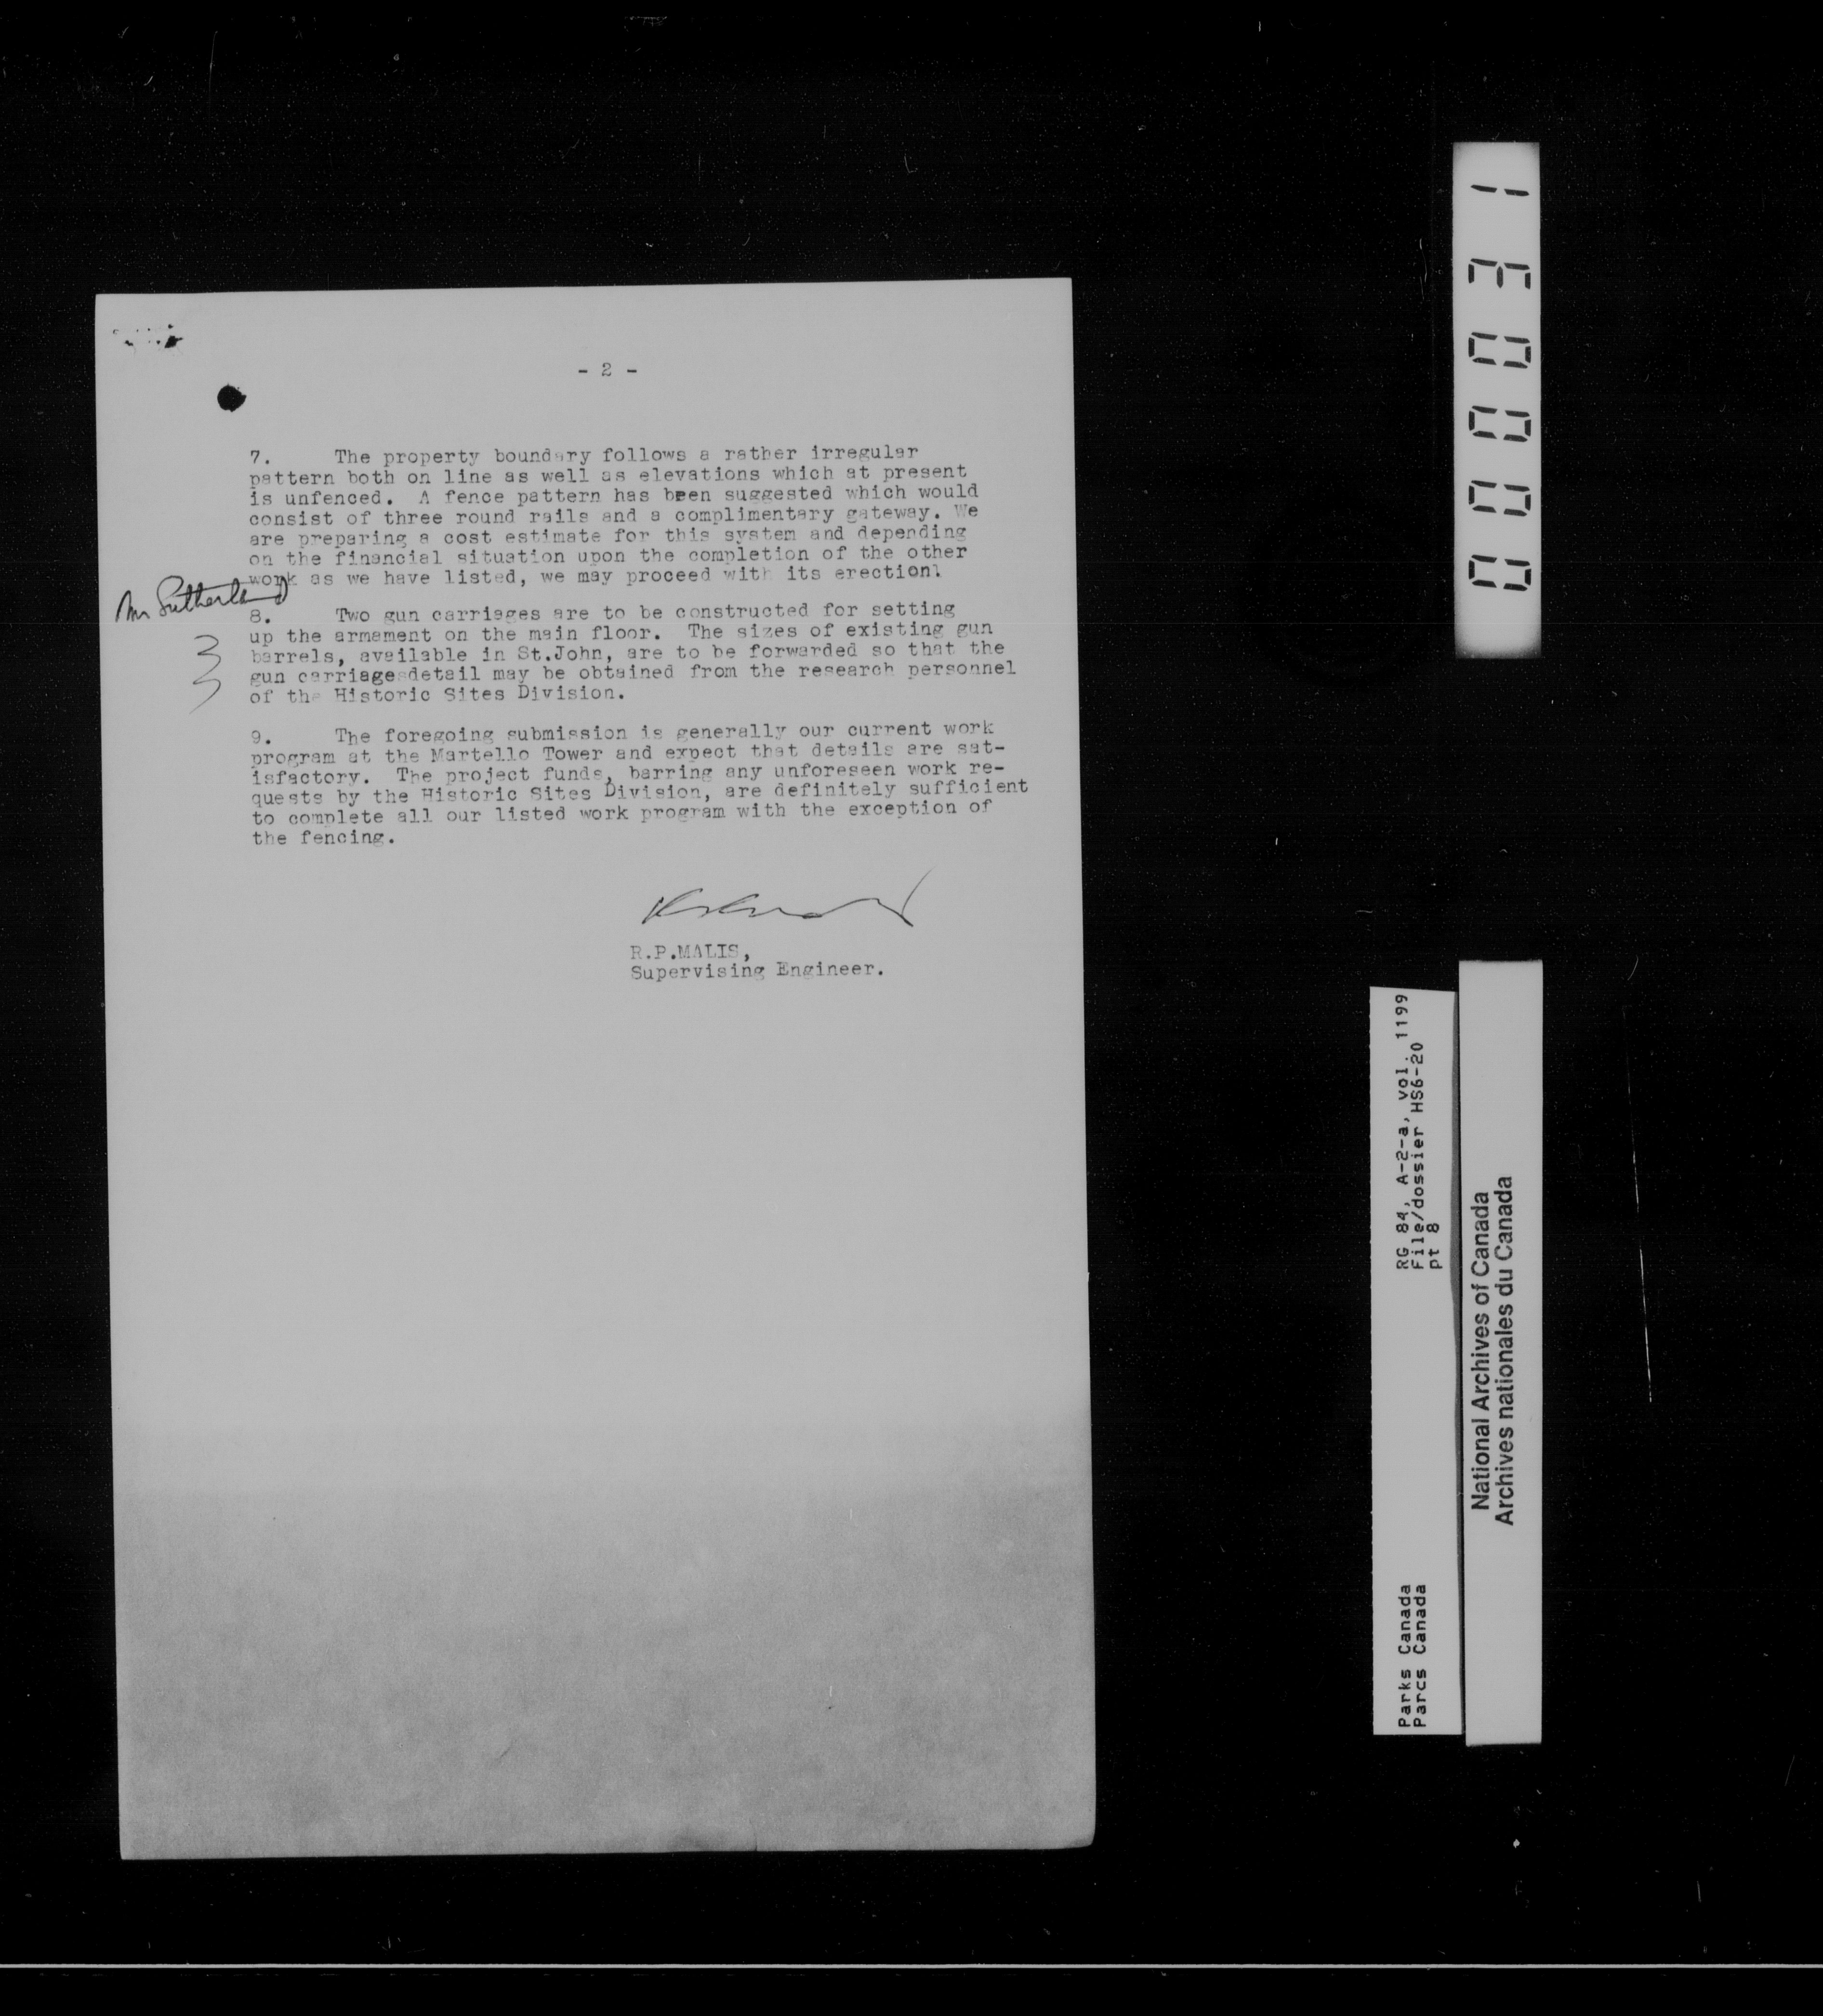 - 2 -
7. The property boundary follows a rather irregular
pattern both on line as well as elevations which at present
is unfenced. A fence pattern has been suggested which would
consist of three round rails and a complimentary gateway. We
are preparing a cost estimate for this system and depending
on the financial situation upon the completion of the other
work as we have listed, we may proceed with its erection.
Mr Sutherland
8. Two gun carriages are to be constructed for setting
up the armament on the main floor. The sizes of existing gun
barrels, available in St.John, are to be forwarded so that the
gun carriage detail may be obtained from the research personnel
of the Historic Sites Division.
9. The foregoing submission is generally our current work
program at the Martello Tower and expect that details are sat-
isfactory. The project funds, barring any unforeseen work re-
quests by the Historic Sites Division, are definitely sufficient
to complete all our listed work program with the exception of
the fencing.
R.P.MALIS,
Supervising Engineer.
000031
RG 84, A-2-a, vol. 1199
File/dossier HS6-20
pt 8
Parks Canada
Parcs Canada
National Archives of Canada
Archives nationales du Canada